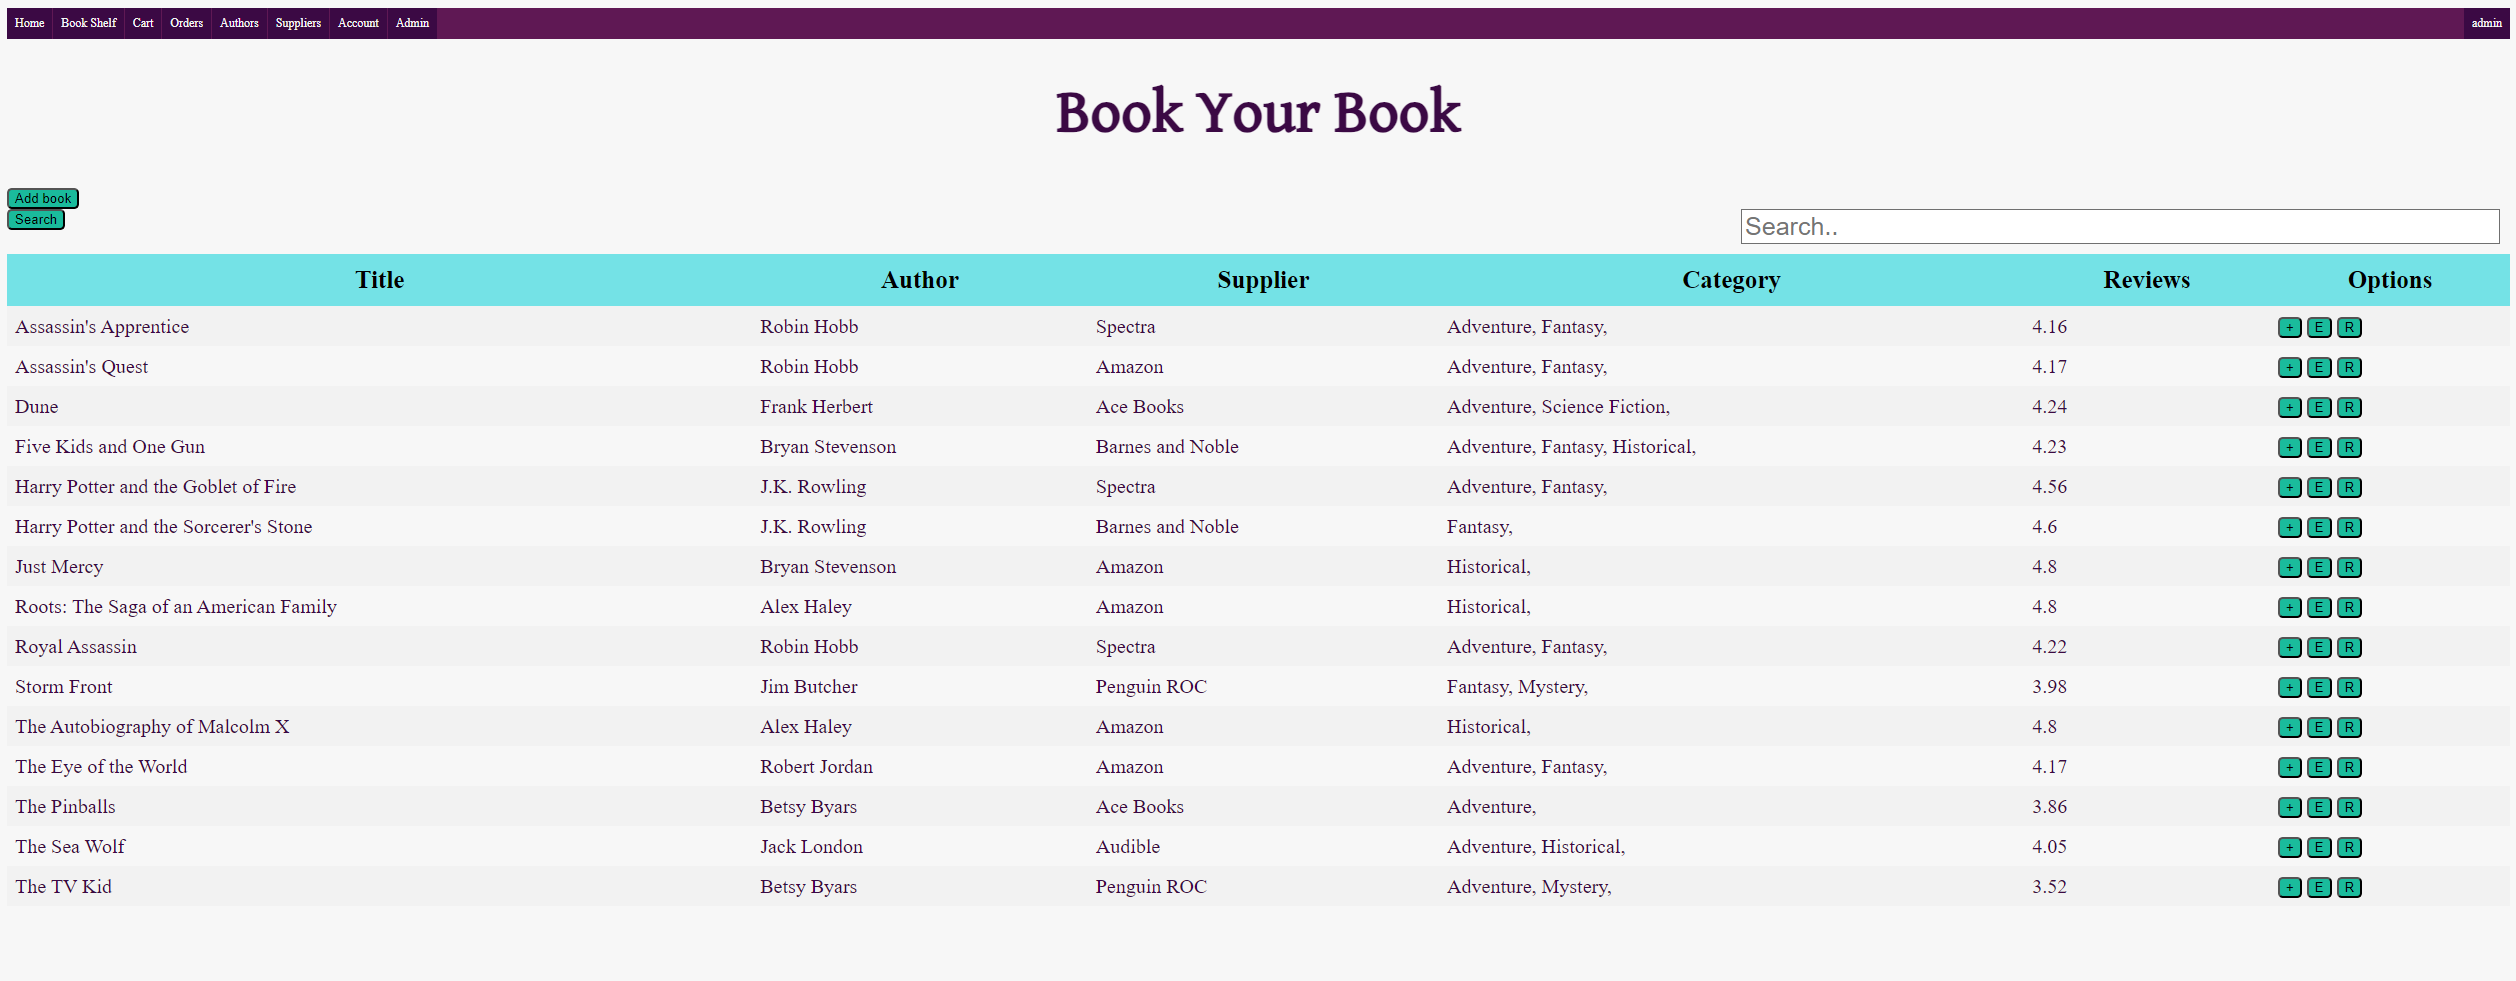 Home Book Shelf Cart Orders Authors Suppliers Account Admin admin
Book Your Book
Add book
Search Search..
Title Author Supplier Category Reviews Options
Assassin's Apprentice Robin Hobb Spectra Adventure, Fantasy, 4.16 + E R
Assassin's Quest Robin Hobb Amazon Adventure, Fantasy, 4.17 + E R
Dune Frank Herbert Ace Books Adventure, Science Fiction, 4.24 + E R
Five Kids and One Gun Bryan Stevenson Barnes and Noble Adventure, Fantasy, Historical, 4.23 + E R
Harry Potter and the Goblet of Fire J.K. Rowling Spectra Adventure, Fantasy, 4.56 + E R
Harry Potter and the Sorcerer's Stone J.K. Rowling Barnes and Noble Fantasy, 4.6 + E R
Just Mercy Bryan Stevenson Amazon Historical, 4.8 + E R
Roots: The Saga of an American Family Alex Haley Amazon Historical, 4.8 + E R
Royal Assassin Robin Hobb Spectra Adventure, Fantasy, 4.22 + E R
Storm Front Jim Butcher Penguin ROC Fantasy, Mystery, 3.98 + E R
The Autobiography of Malcolm X Alex Haley Amazon Historical, 4.8 + E R
The Eye of the World Robert Jordan Amazon Adventure, Fantasy, 4.17 + E R
The Pinballs Betsy Byars Ace Books Adventure, 3.86 + E R
The Sea Wolf Jack London Audible Adventure, Historical, 4.05 + E R
The TV Kid Betsy Byars Penguin ROC Adventure, Mystery, 3.52 + E R